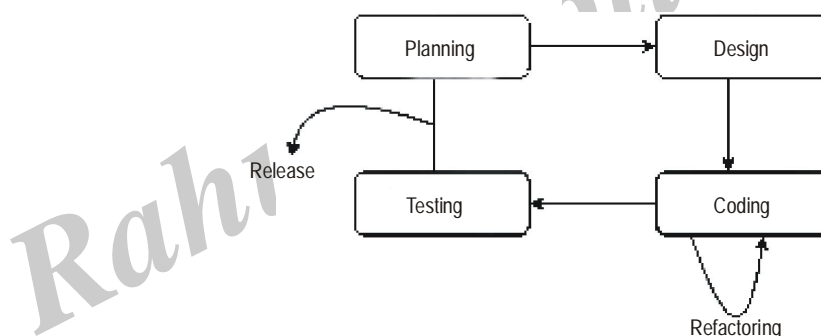 Planning
Design
Release
Testing
Coding
Refactoring